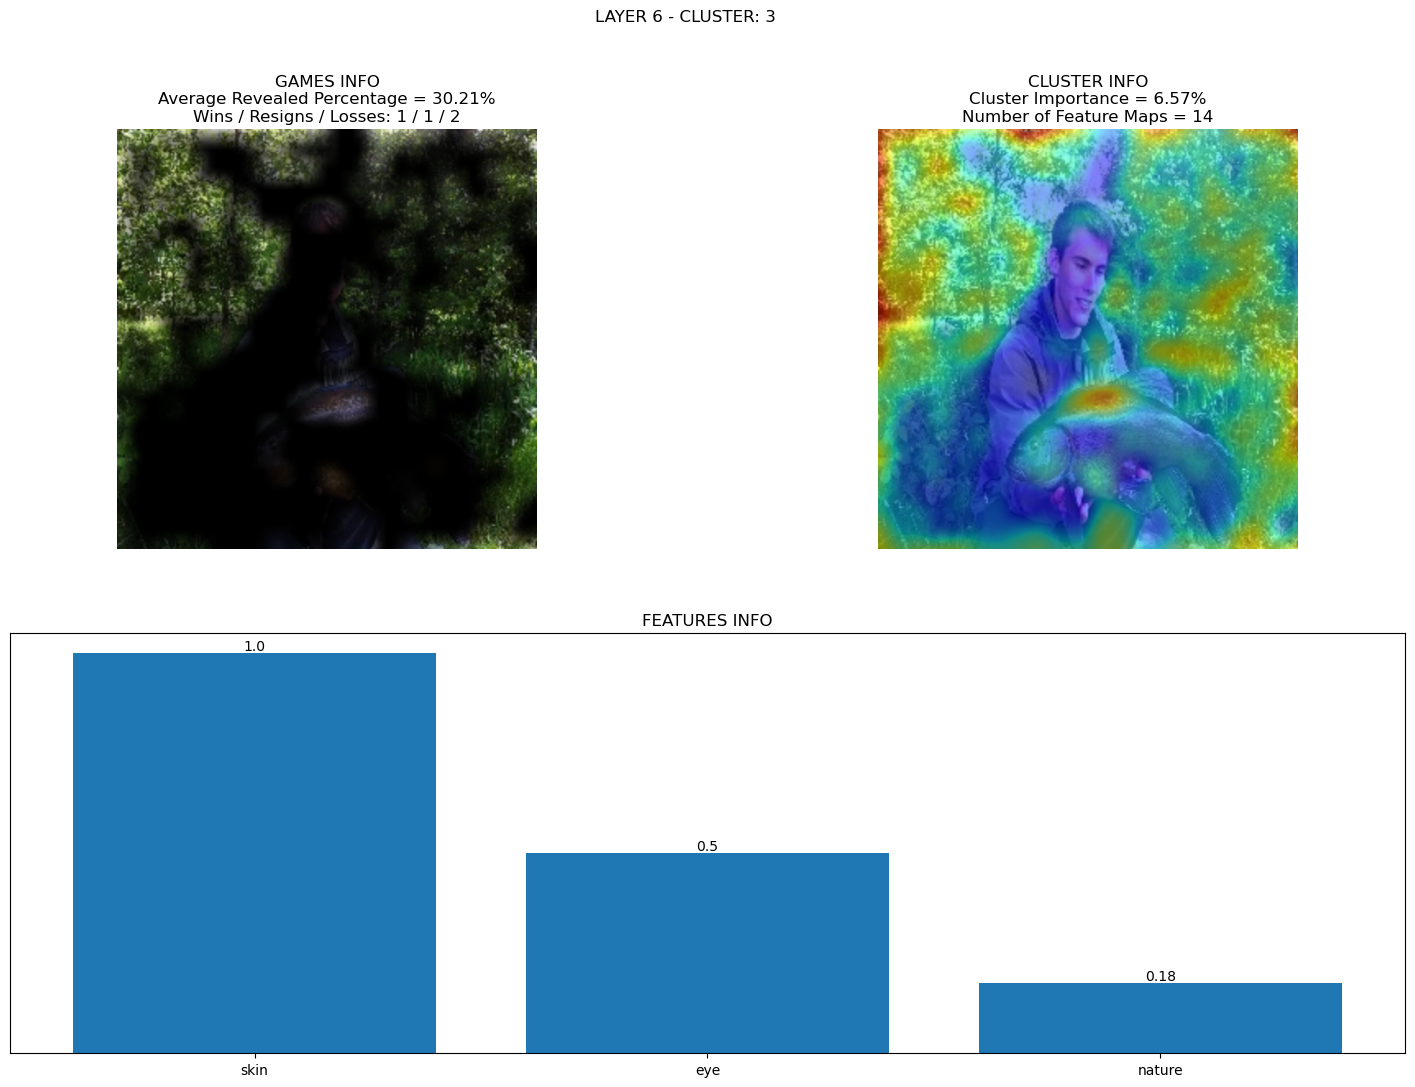 LAYER 6 - CLUSTER: 3
GAMES INFO
Average Revealed Percentage = 30.21%
Wins / Resigns / Losses: 1 / 1 / 2
CLUSTER INFO
Cluster Importance = 6.57%
Number of Feature Maps = 14
FEATURES INFO
1.0
0.5
0.18
skin
eye
nature